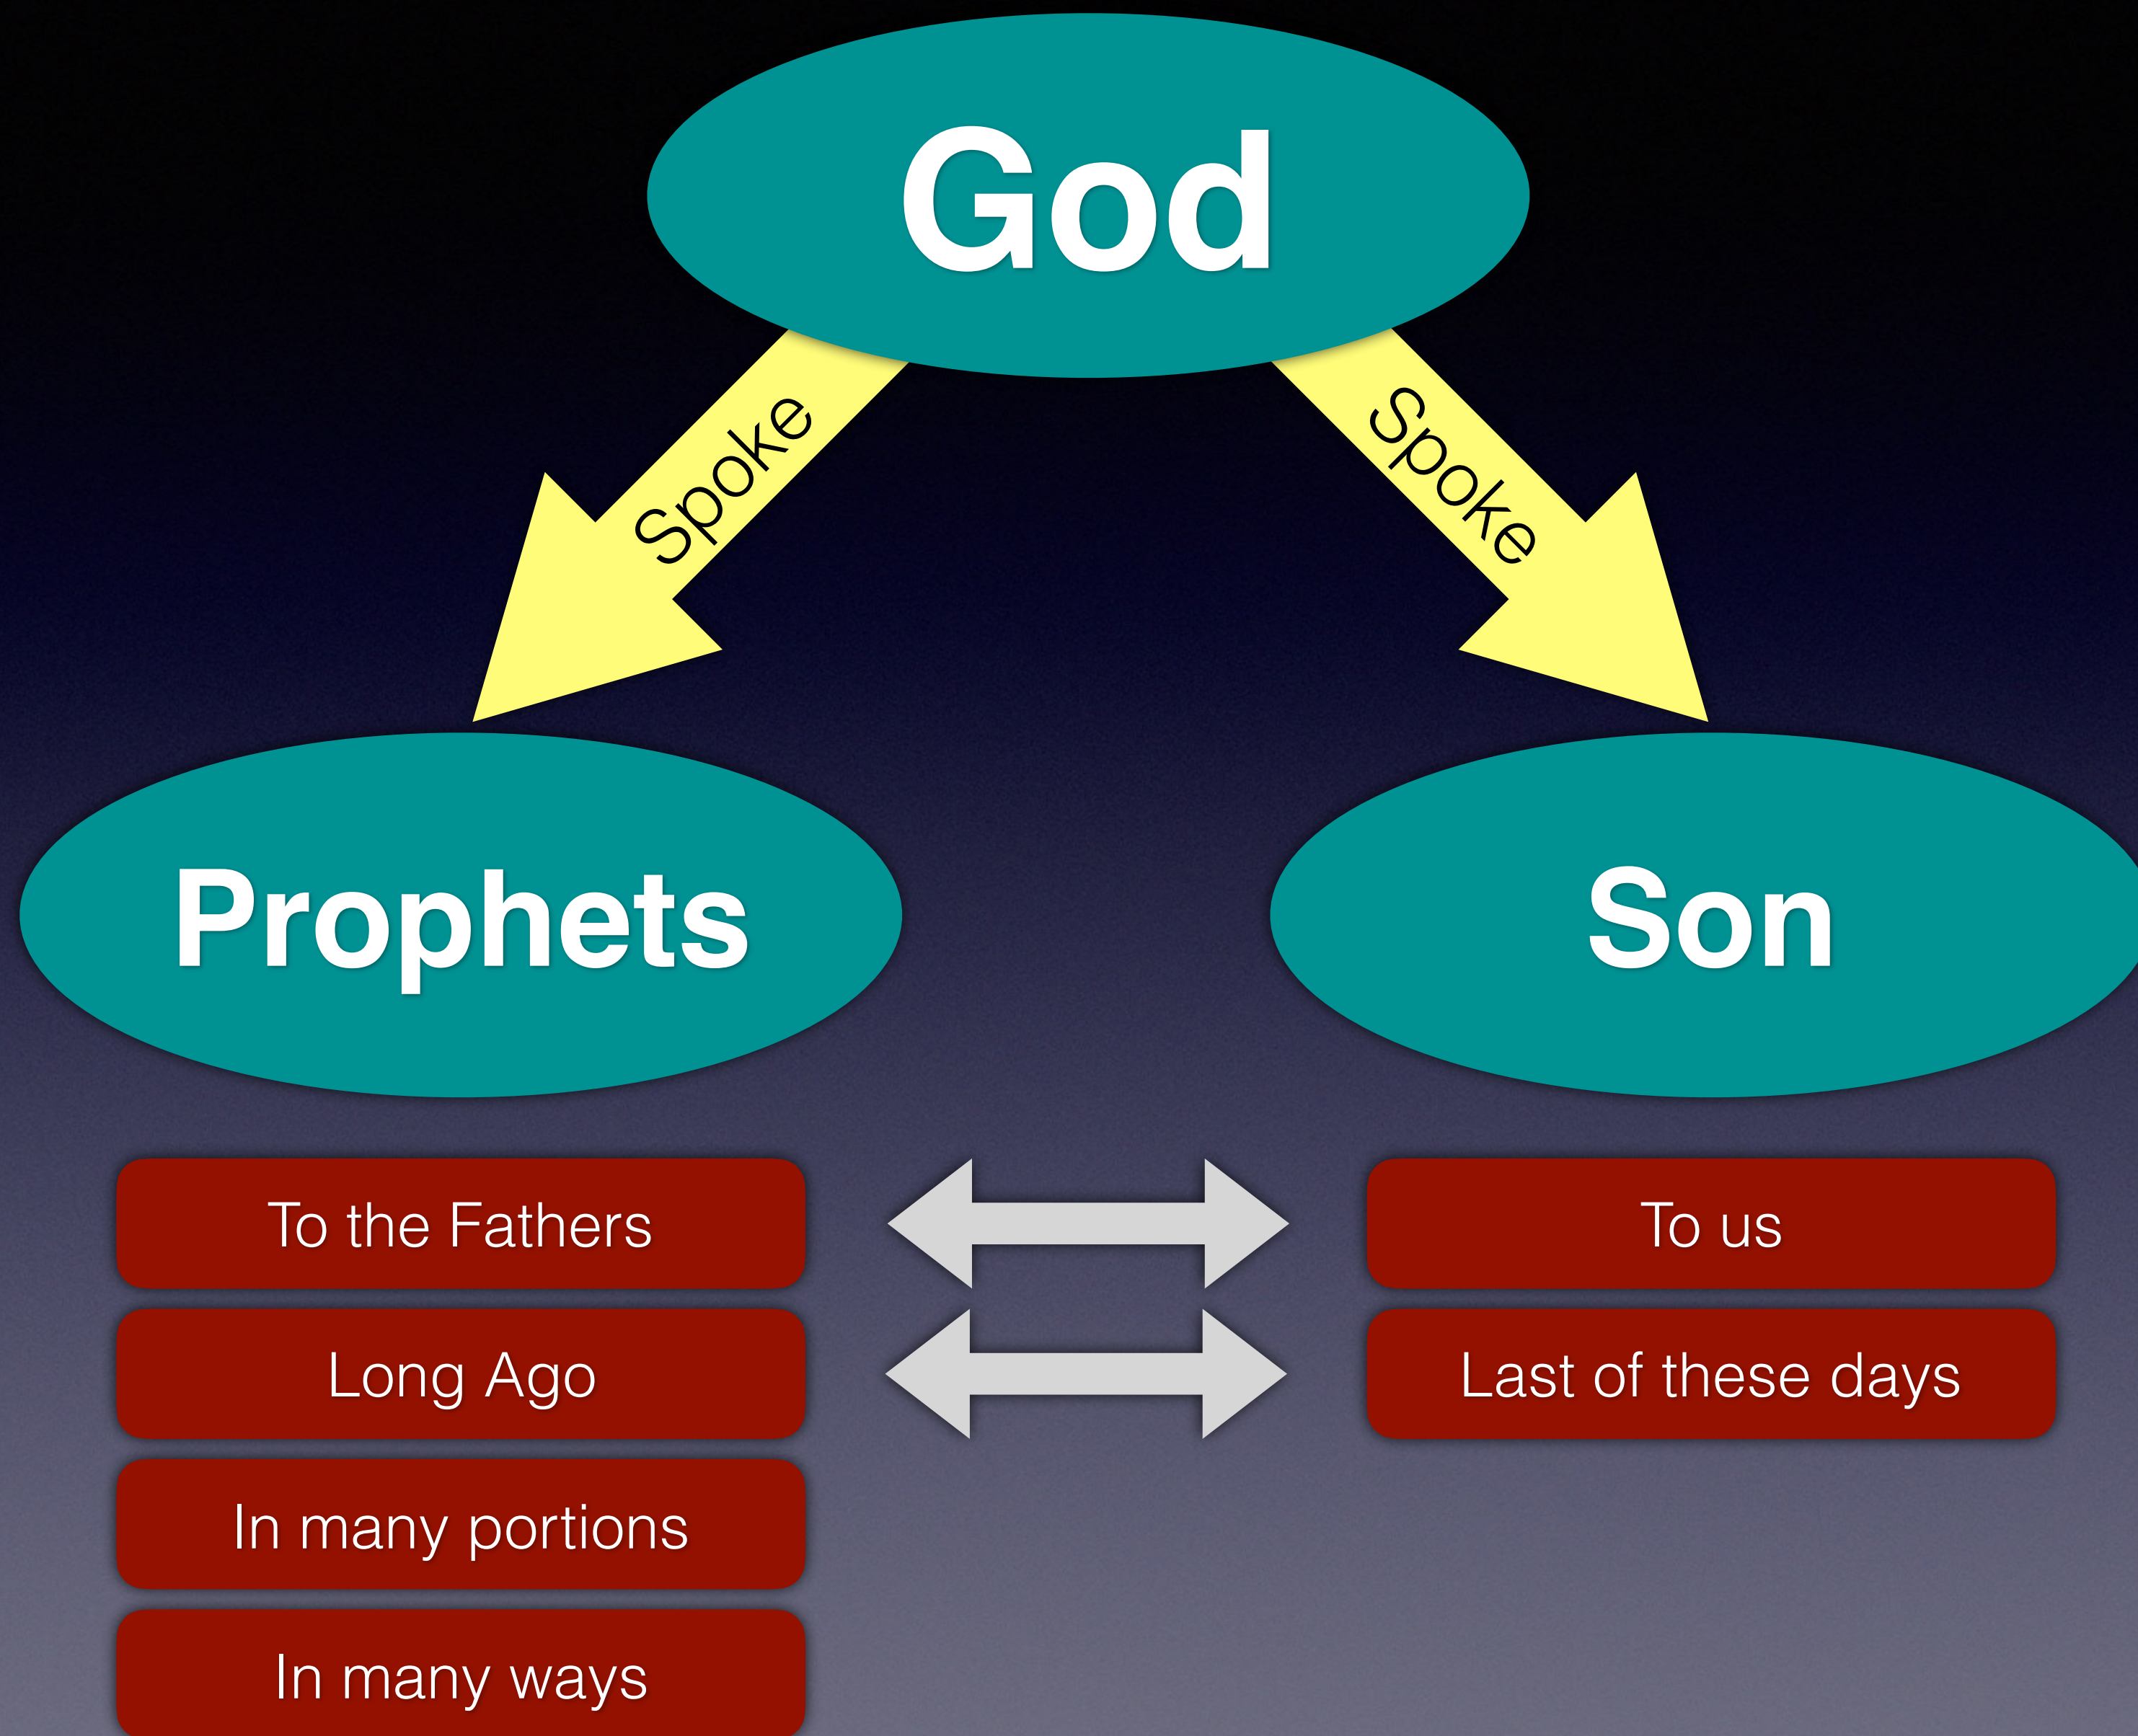 God
Spoke
Spoke
Prophets
Son
To the Fathers
To us
Long Ago
Last of these days
In many portions
In many ways